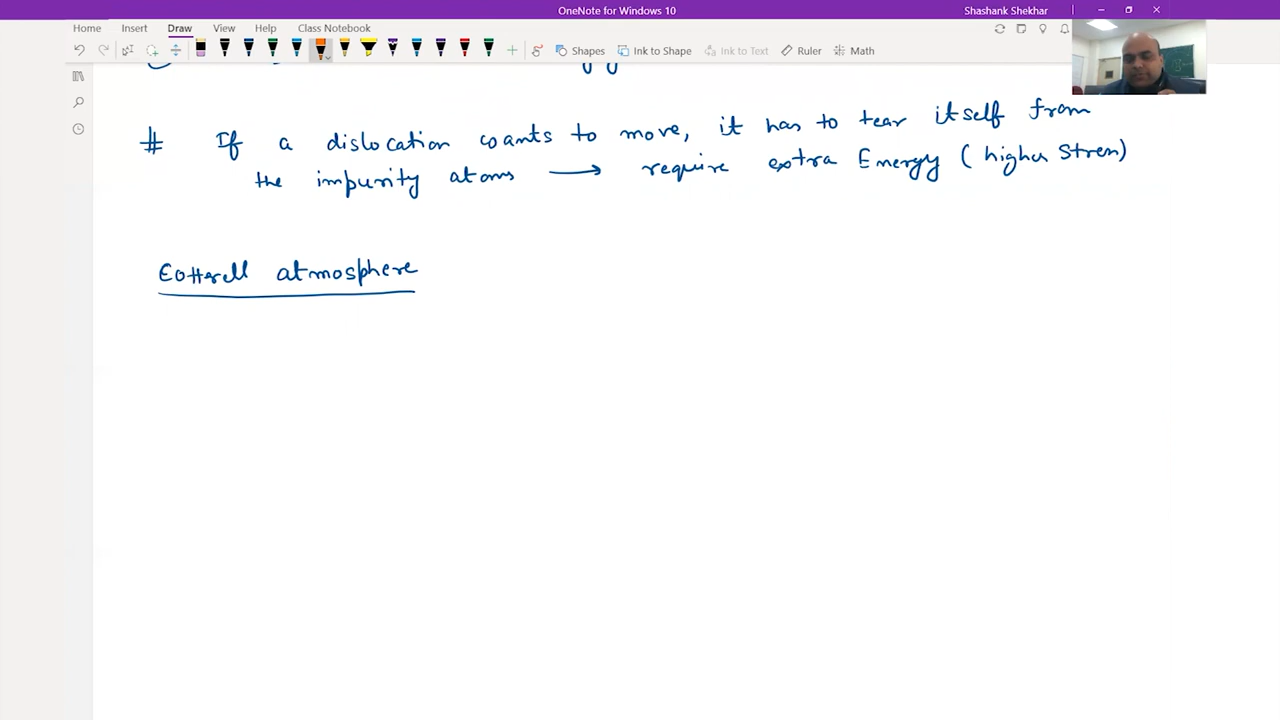 OneNote for Windows 10
Shashank Shekhar
Home Insert Draw View Help Class Notebook
Shapes Ink to Shape Ink to Text Ruler Math
# If a dislocation wants to move, it has to tear itself from
the impurity atoms → require extra Energy (higher stress)
Cottrell atmosphere